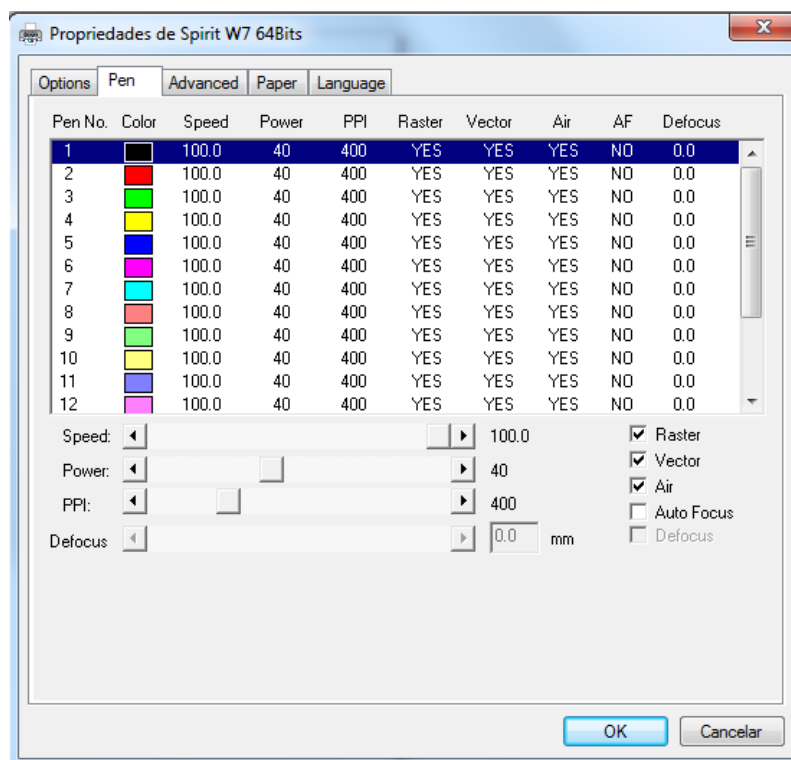 Propriedades de Spirit W7 64Bits
Options Pen Advanced Paper Language
Pen No. Color Speed Power PPI Raster Vector Air AF Defocus
1 100.0 40 400 YES YES YES NO 0.0
2 100.0 40 400 YES YES YES NO 0.0
3 100.0 40 400 YES YES YES NO 0.0
4 100.0 40 400 YES YES YES NO 0.0
5 100.0 40 400 YES YES YES NO 0.0
6 100.0 40 400 YES YES YES NO 0.0
7 100.0 40 400 YES YES YES NO 0.0
8 100.0 40 400 YES YES YES NO 0.0
9 100.0 40 400 YES YES YES NO 0.0
10 100.0 40 400 YES YES YES NO 0.0
11 100.0 40 400 YES YES YES NO 0.0
12 100.0 40 400 YES YES YES NO 0.0
Speed: 100.0 Raster
Power: 40 Vector
Air
PPI: 400 Auto Focus
Defocus 0.0 mm Defocus
OK Cancelar